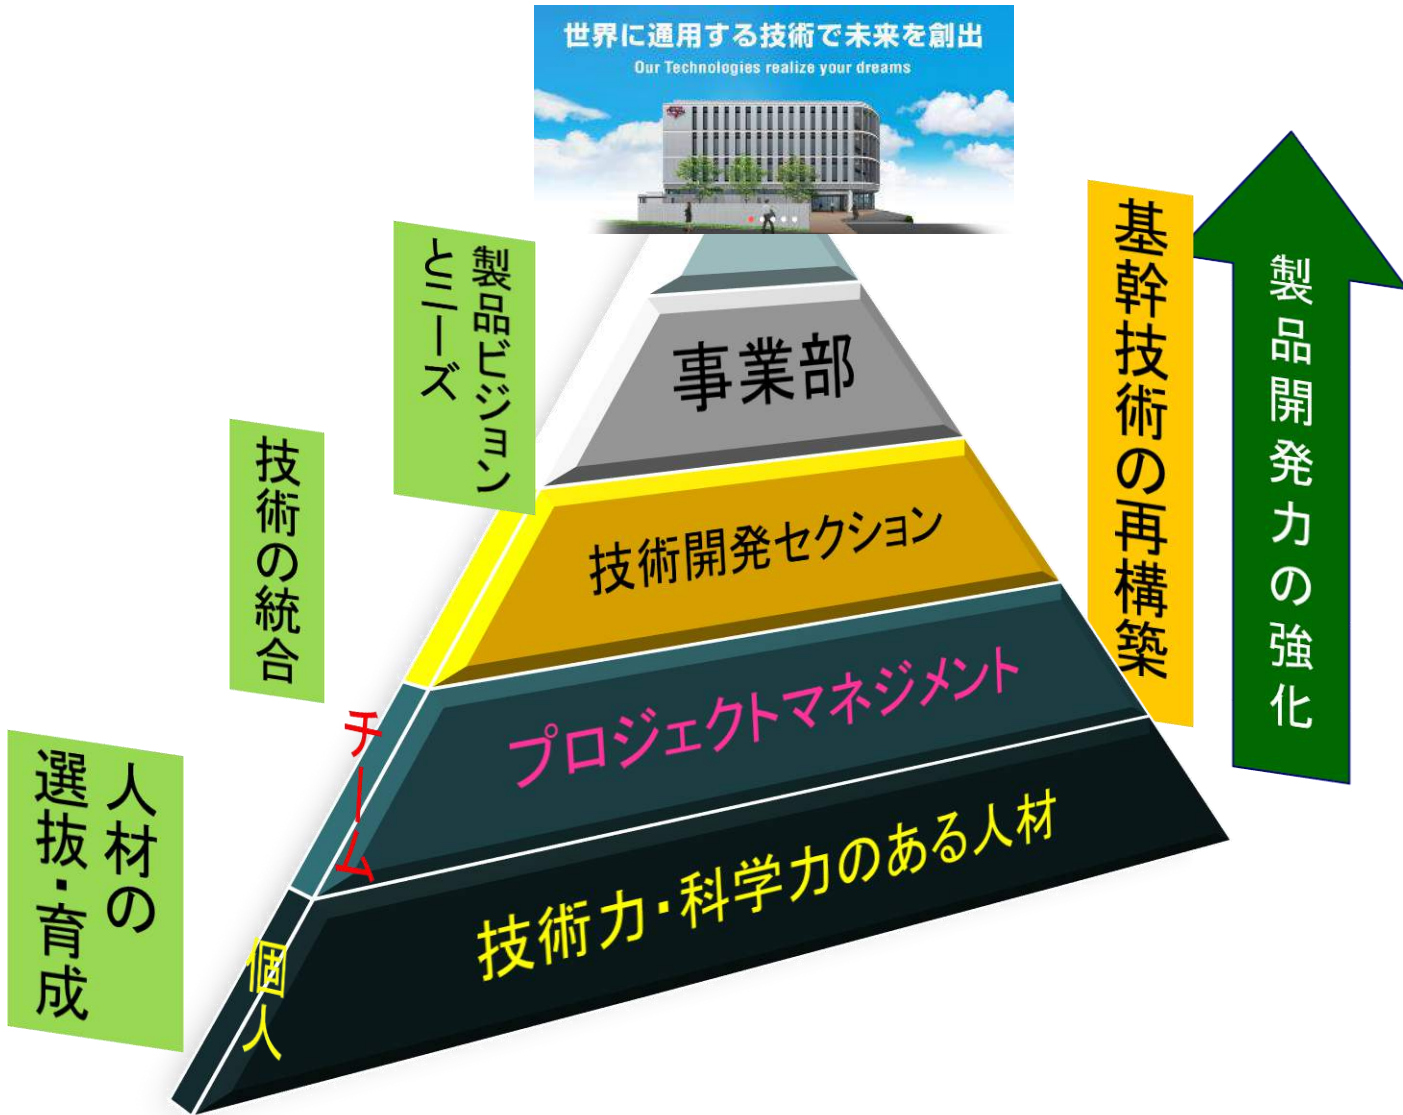 世界に通用する技術で未来を創出
Our Technologies realize your dreams
製品ビジョン
とニーズ
事業部
基幹技術の再構築
製品開発力の強化
技術の統合
技術開発セクション
チーム
プロジェクトマネジメント
人材の
選抜・育成
個人
技術力・科学力のある人材